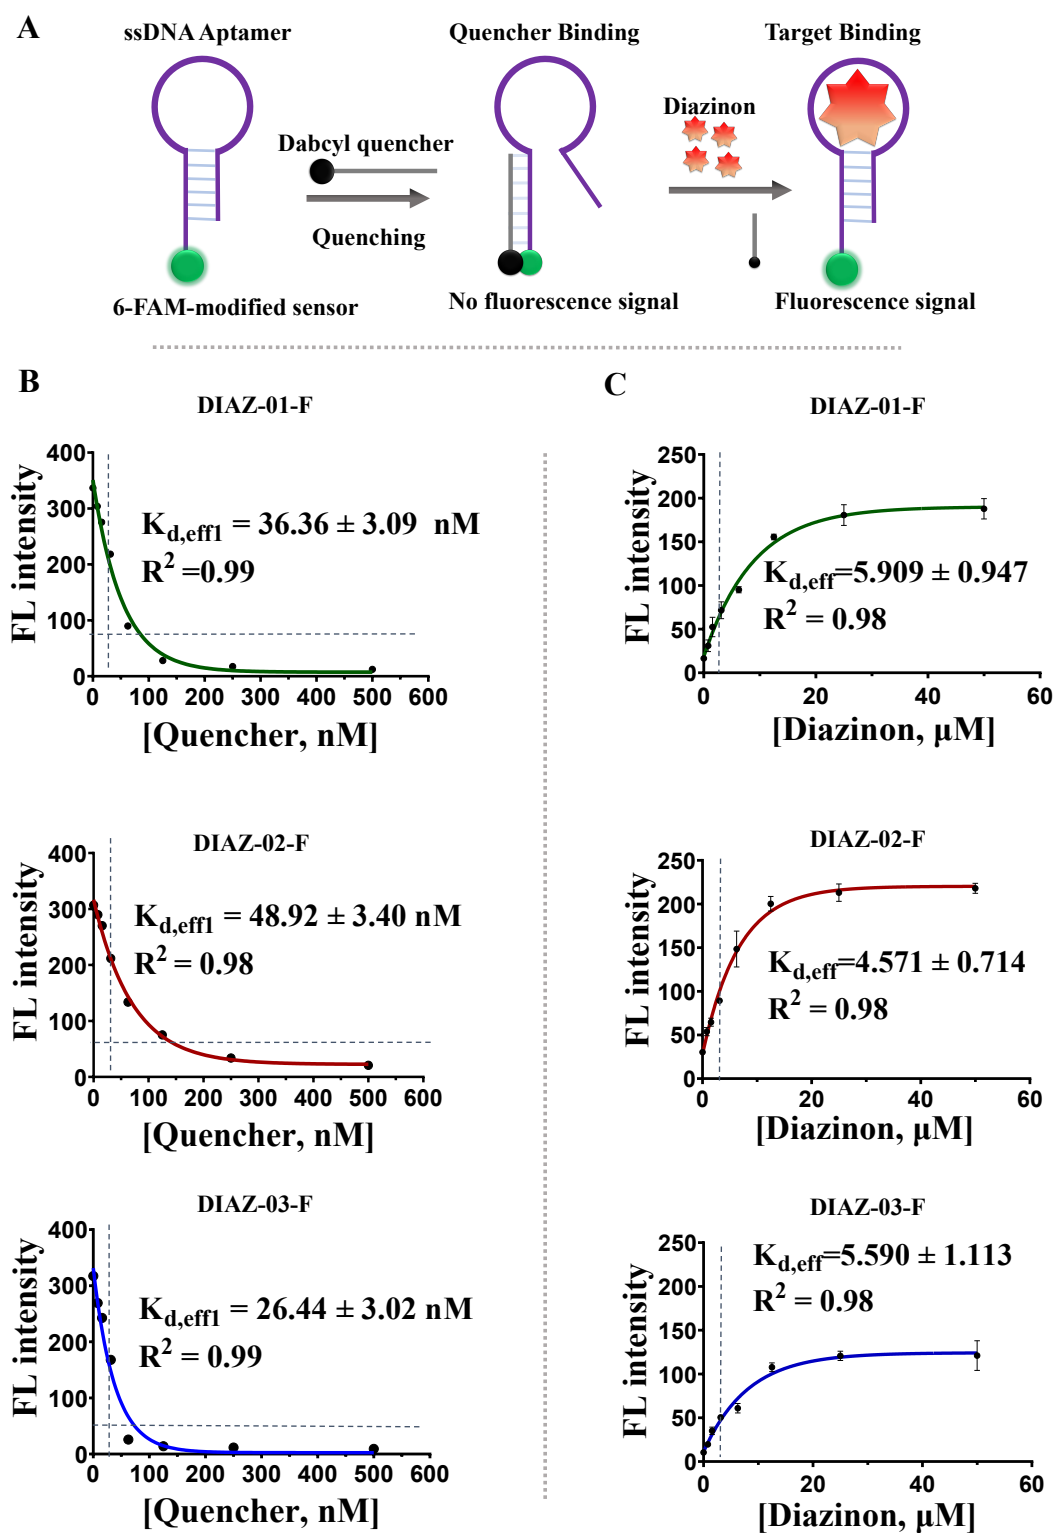 A
ssDNA Aptamer
Quencher Binding
Target Binding
Dabcyl quencher
Quenching
Diazinon
6-FAM-modified sensor
No fluorescence signal
Fluorescence signal
B
DIAZ-01-F
FL intensity
400
300
200
100
0
K_{d,eff1} = 36.36 ± 3.09 nM
R² =0.99
0 100 200 300 400 500 600
[Quencher, nM]
DIAZ-02-F
FL intensity
400
300
200
100
0
K_{d,eff1} = 48.92 ± 3.40 nM
R² = 0.98
0 100 200 300 400 500 600
[Quencher, nM]
DIAZ-03-F
FL intensity
400
300
200
100
0
K_{d,eff1} = 26.44 ± 3.02 nM
R² = 0.99
0 100 200 300 400 500 600
[Quencher, nM]
C
DIAZ-01-F
FL intensity
250
200
150
100
50
0
K_{d,eff}=5.909 ± 0.947
R² = 0.98
0 20 40 60
[Diazinon, µM]
DIAZ-02-F
FL intensity
250
200
150
100
50
0
K_{d,eff}=4.571 ± 0.714
R² = 0.98
0 20 40 60
[Diazinon, µM]
DIAZ-03-F
FL intensity
250
200
150
100
50
0
K_{d,eff}=5.590 ± 1.113
R² = 0.98
0 20 40 60
[Diazinon, µM]